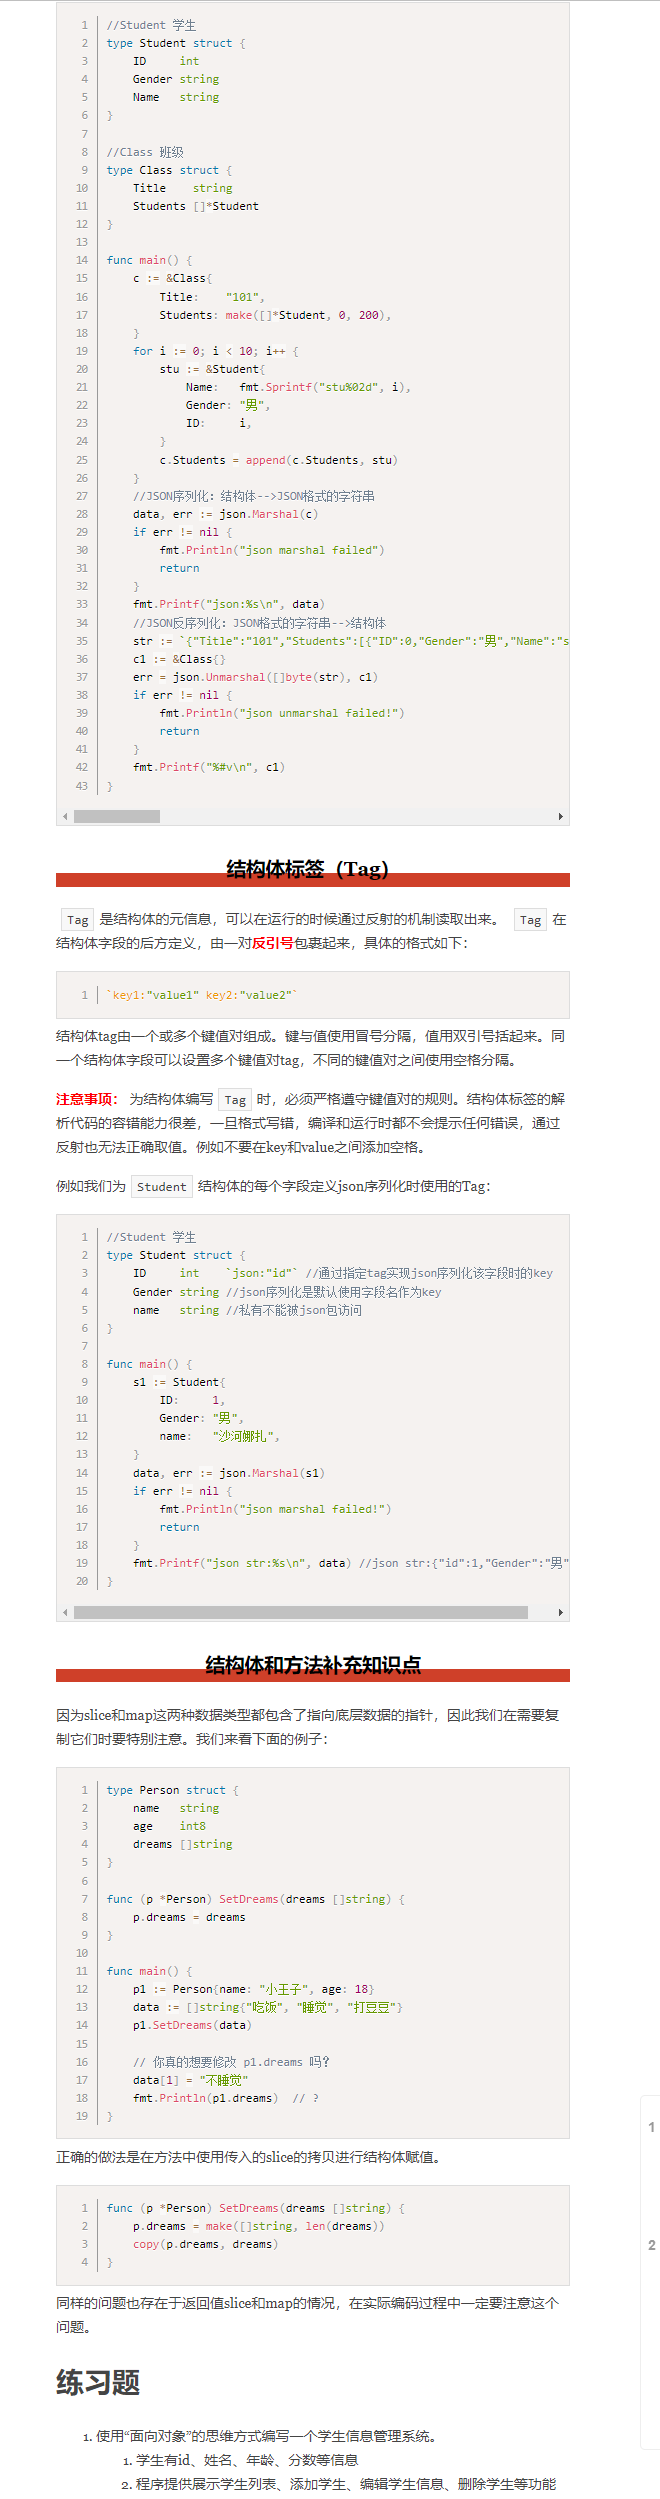 1 //Student 学生
2 type Student struct {
3 ID int
4 Gender string
5 Name string
6 }
7
8 //Class 班级
9 type Class struct {
10 Title string
11 Students []*Student
12 }
13
14 func main() {
15 c := &Class{
16 Title: "101",
17 Students: make([]*Student, 0, 200),
18 }
19 for i := 0; i < 10; i++ {
20 stu := &Student{
21 Name: fmt.Sprintf("stu%02d", i),
22 Gender: "男",
23 ID: i,
24 }
25 c.Students = append(c.Students, stu)
26 }
27 //JSON序列化：结构体-->JSON格式的字符串
28 data, err := json.Marshal(c)
29 if err != nil {
30 fmt.Println("json marshal failed")
31 return
32 }
33 fmt.Printf("json:%s\n", data)
34 //JSON反序列化：JSON格式的字符串-->结构体
35 str := `{"Title":"101","Students":[{"ID":0,"Gender":"男","Name":"s
36 c1 := &Class{}
37 err = json.Unmarshal([]byte(str), c1)
38 if err != nil {
39 fmt.Println("json unmarshal failed!")
40 return
41 }
42 fmt.Printf("%#v\n", c1)
43 }
结构体标签（Tag）
Tag 是结构体的元信息，可以在运行的时候通过反射的机制读取出来。 Tag 在
结构体字段的后方定义，由一对反引号包裹起来，具体的格式如下：
1 `key1:"value1" key2:"value2"`
结构体tag由一个或多个键值对组成。键与值使用冒号分隔，值用双引号括起来。同
一个结构体字段可以设置多个键值对tag，不同的键值对之间使用空格分隔。
注意事项： 为结构体编写 Tag 时，必须严格遵守键值对的规则。结构体标签的解
析代码的容错能力很差，一旦格式写错，编译和运行时都不会提示任何错误，通过
反射也无法正确取值。例如不要在key和value之间添加空格。
例如我们为 Student 结构体的每个字段定义json序列化时使用的Tag：
1 //Student 学生
2 type Student struct {
3 ID int `json:"id"` //通过指定tag实现json序列化该字段时的key
4 Gender string //json序列化是默认使用字段名作为key
5 name string //私有不能被json包访问
6 }
7
8 func main() {
9 s1 := Student{
10 ID: 1,
11 Gender: "男",
12 name: "沙河娜扎",
13 }
14 data, err := json.Marshal(s1)
15 if err != nil {
16 fmt.Println("json marshal failed!")
17 return
18 }
19 fmt.Printf("json str:%s\n", data) //json str:{"id":1,"Gender":"男"
20 }
结构体和方法补充知识点
因为slice和map这两种数据类型都包含了指向底层数据的指针，因此我们在需要复
制它们时要特别注意。我们来看下面的例子：
1 type Person struct {
2 name string
3 age int8
4 dreams []string
5 }
6
7 func (p *Person) SetDreams(dreams []string) {
8 p.dreams = dreams
9 }
10
11 func main() {
12 p1 := Person{name: "小王子", age: 18}
13 data := []string{"吃饭", "睡觉", "打豆豆"}
14 p1.SetDreams(data)
15
16 // 你真的想要修改 p1.dreams 吗？
17 data[1] = "不睡觉"
18 fmt.Println(p1.dreams) // ?
19 }
正确的做法是在方法中使用传入的slice的拷贝进行结构体赋值。
1 func (p *Person) SetDreams(dreams []string) {
2 p.dreams = make([]string, len(dreams))
3 copy(p.dreams, dreams)
4 }
同样的问题也存在于返回值slice和map的情况，在实际编码过程中一定要注意这个
问题。
练习题
1. 使用“面向对象”的思维方式编写一个学生信息管理系统。
1. 学生有id、姓名、年龄、分数等信息
2. 程序提供展示学生列表、添加学生、编辑学生信息、删除学生等功能
1
2